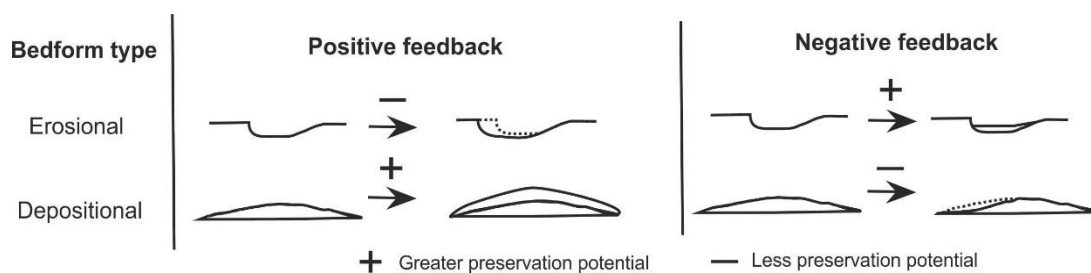 Bedform type
Positive feedback
Negative feedback
Erosional
− +
Depositional
+ −
+ Greater preservation potential − Less preservation potential